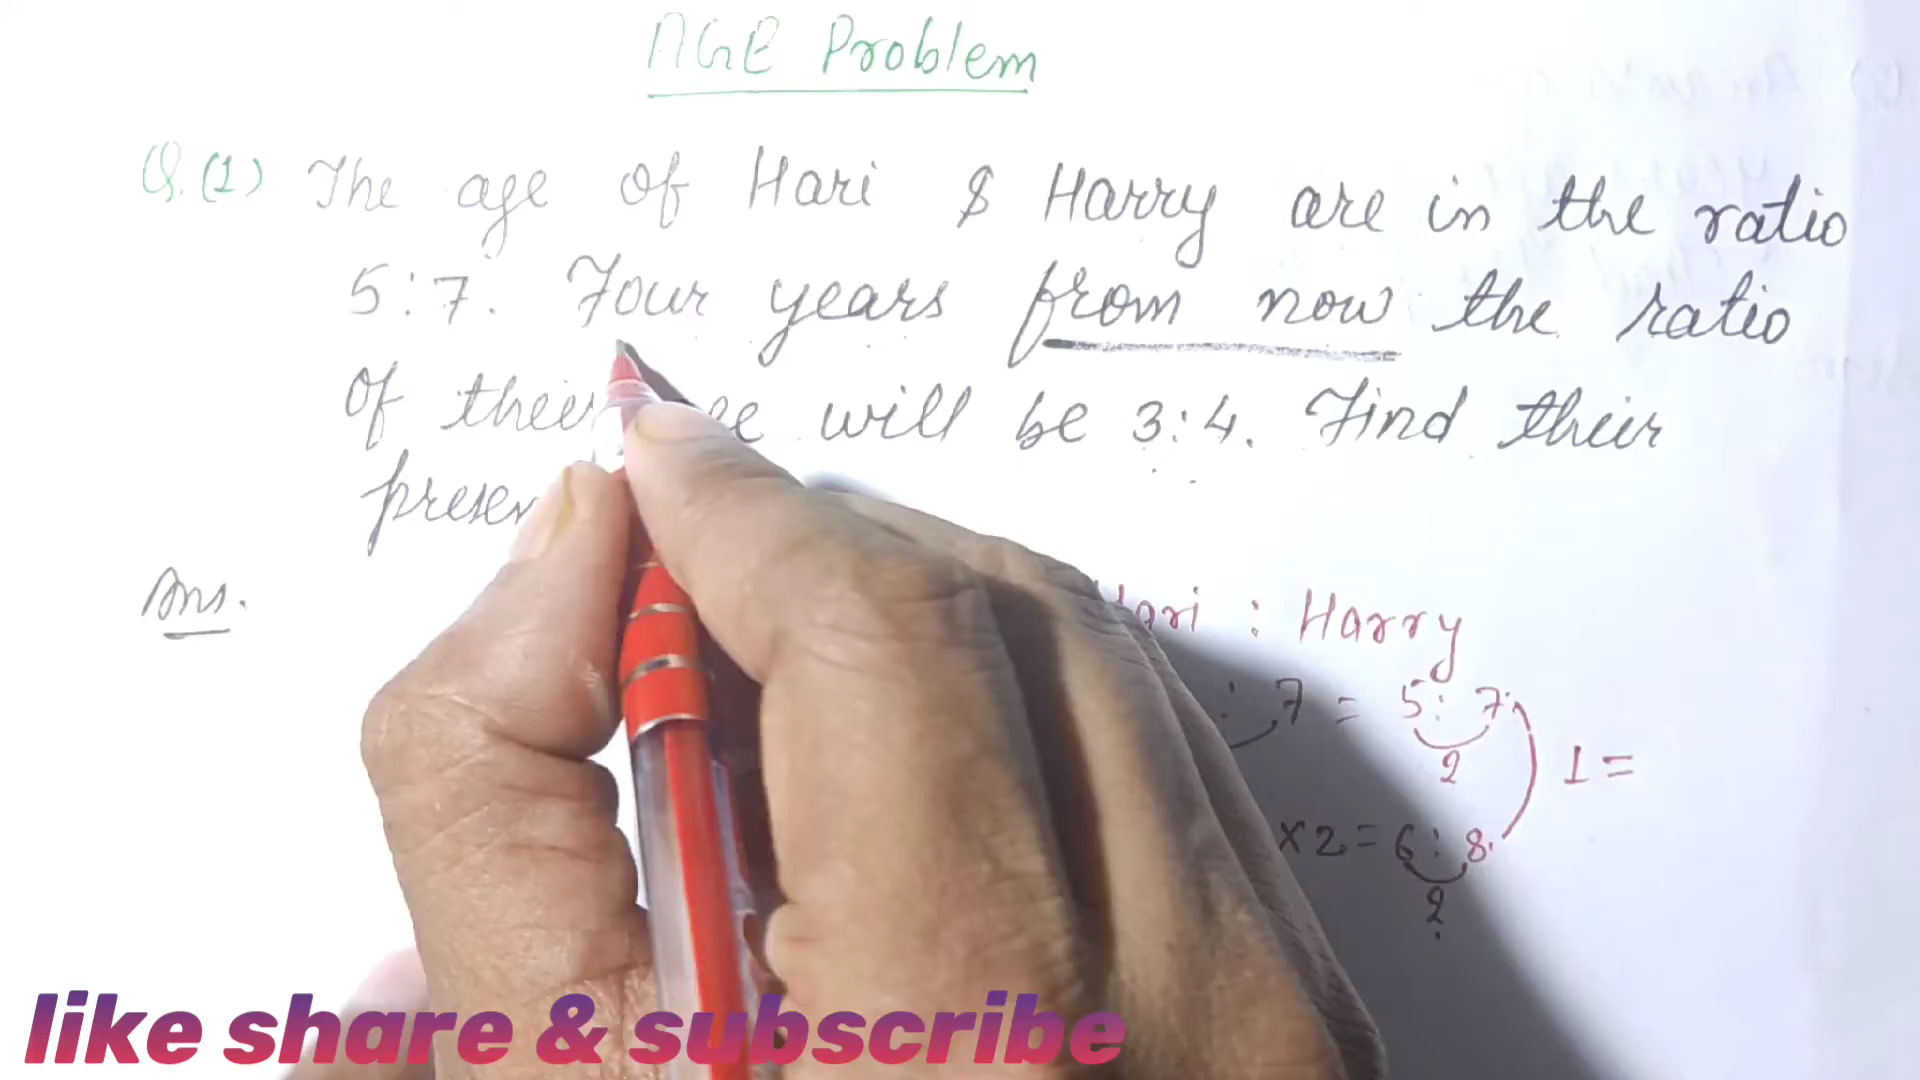 AGE Problem
Q.(1) The age of Hari & Harry are in the ratio
5:7. Four years from now the ratio
of their will be 3:4. Find their
Ans.
: Harry
: 7 = 5 : 7
2
1 =
×2 = 6 : 8
2
like share & subscribe